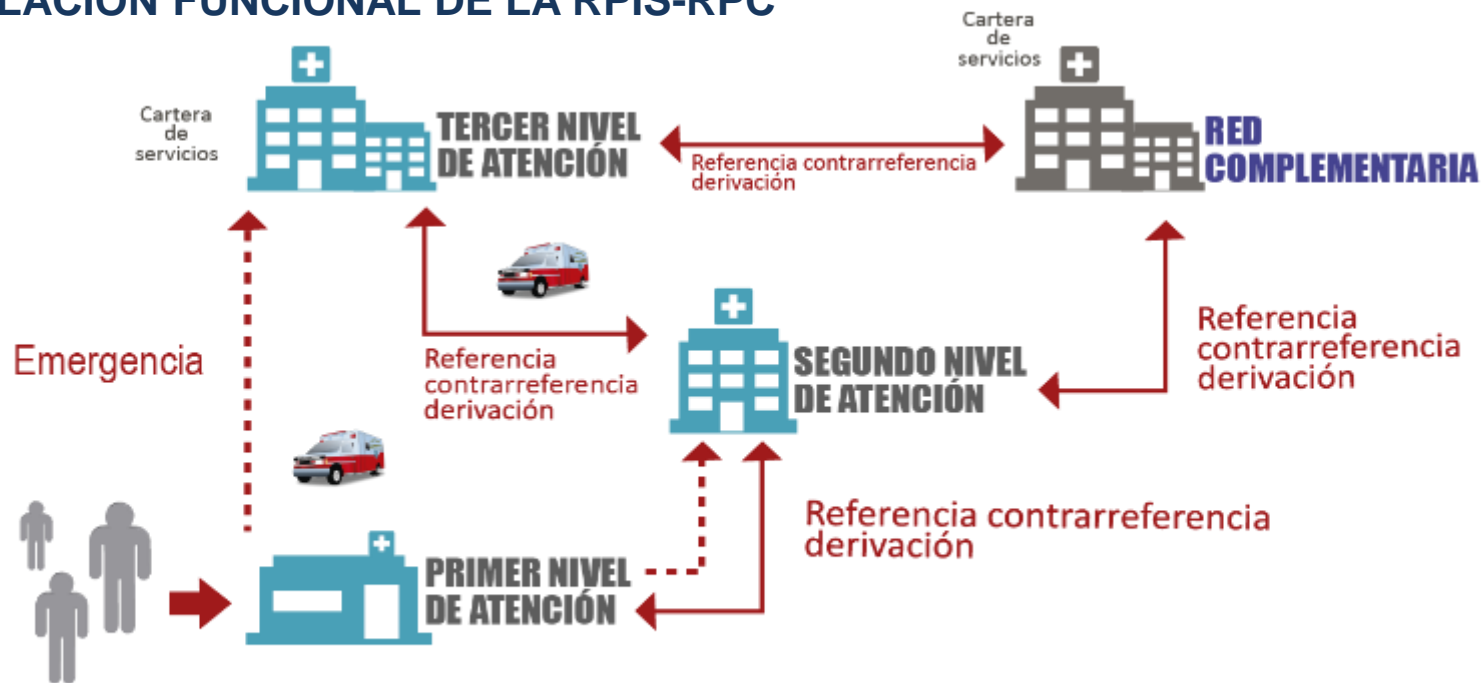 LACIÓN FUNCIONAL DE LA RPIS-RPC
Cartera
de
servicios
Cartera
de
servicios
TERCER NIVEL
DE ATENCIÓN
Referencia contrarreferencia
derivación
RED
COMPLEMENTARIA
Emergencia
Referencia
contrarreferencia
derivación
SEGUNDO NIVEL
DE ATENCIÓN
Referencia
contrarreferencia
derivación
Referencia contrarreferencia
derivación
PRIMER NIVEL
DE ATENCIÓN